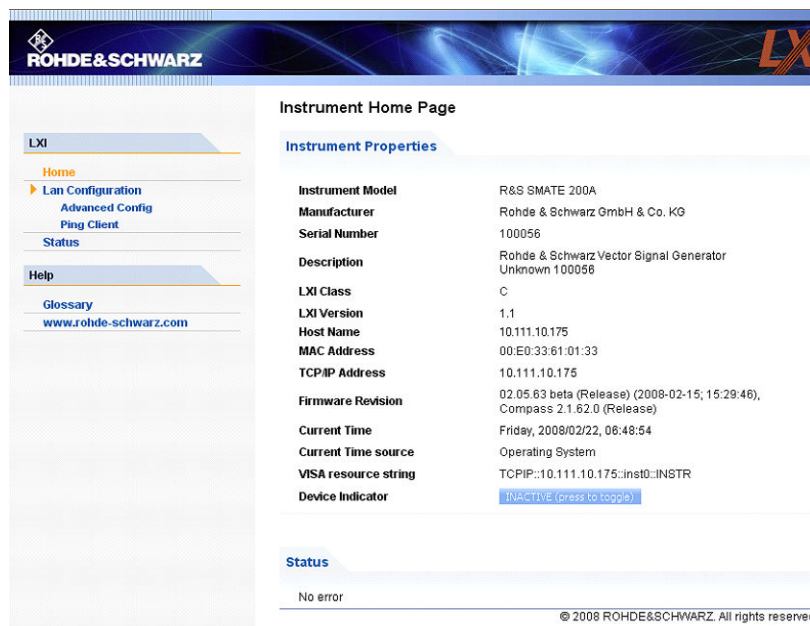 ROHDE&SCHWARZ
LXI
Instrument Home Page
LXI
Home
Lan Configuration
Advanced Config
Ping Client
Status
Help
Glossary
www.rohde-schwarz.com
Instrument Properties
Instrument Model R&S SMATE 200A
Manufacturer Rohde & Schwarz GmbH & Co. KG
Serial Number 100056
Description Rohde & Schwarz Vector Signal Generator
Unknown 100056
LXI Class C
LXI Version 1.1
Host Name 10.111.10.175
MAC Address 00:E0:33:61:01:33
TCP/IP Address 10.111.10.175
Firmware Revision 02.05.63 beta (Release) (2008-02-15; 15:29:46),
Compass 2.1.62.0 (Release)
Current Time Friday, 2008/02/22, 06:48:54
Current Time source Operating System
VISA resource string TCPIP::10.111.10.175::inst0::INSTR
Device Indicator INACTIVE (press to toggle)
Status
No error
© 2008 ROHDE&SCHWARZ. All rights reserve